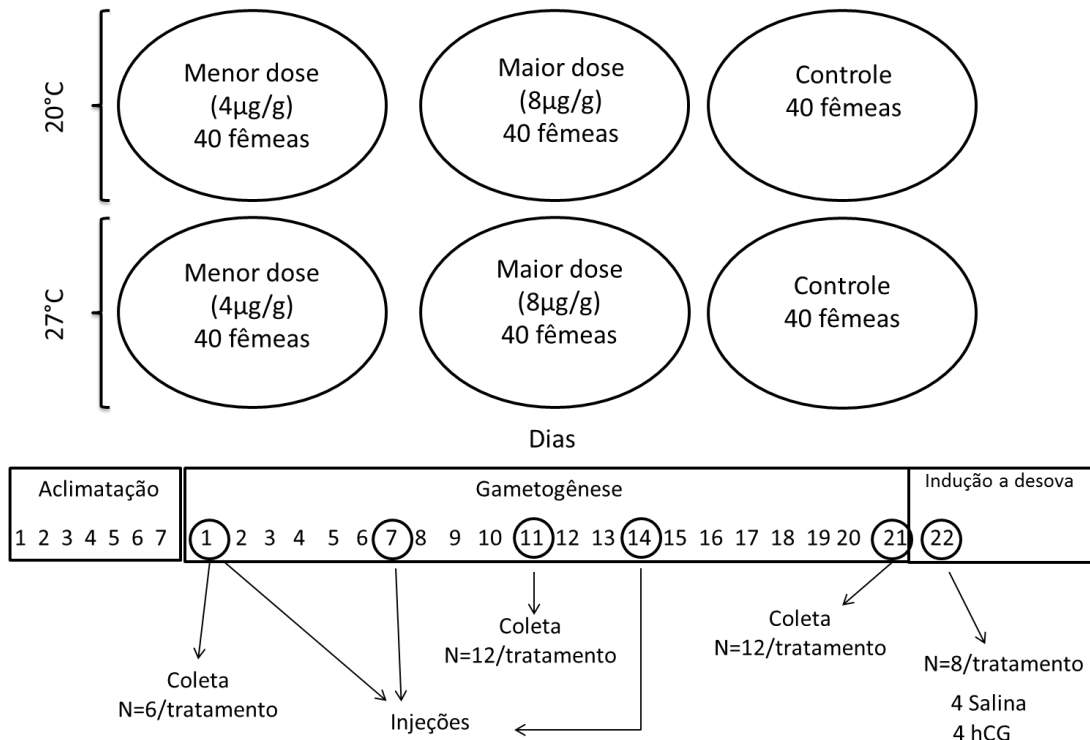 20°C
Menor dose
(4µg/g)
40 fêmeas
Maior dose
(8µg/g)
40 fêmeas
Controle
40 fêmeas
27°C
Menor dose
(4µg/g)
40 fêmeas
Maior dose
(8µg/g)
40 fêmeas
Controle
40 fêmeas
Dias
Aclimatação
Gametogênese
Indução a desova
1 2 3 4 5 6 7
1 2 3 4 5 6 7 8 9 10 11 12 13 14 15 16 17 18 19 20 21
22
Coleta
N=6/tratamento
Injeções
Coleta
N=12/tratamento
Coleta
N=12/tratamento
N=8/tratamento
4 Salina
4 hCG